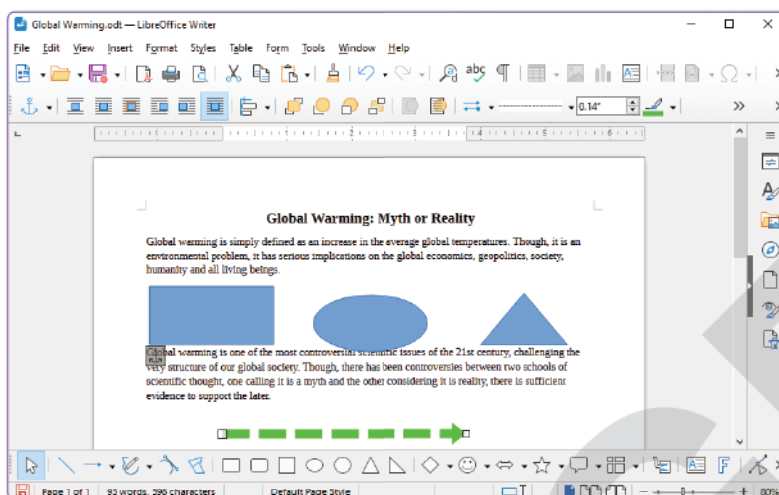 Global Warming.odt — LibreOffice Writer
File Edit View Insert Format Styles Table Form Tools Window Help
0.14"
Global Warming: Myth or Reality
Global warming is simply defined as an increase in the average global temperatures. Though, it is an
environmental problem, it has serious implications on the global economics, geopolitics, society,
humanity and all living beings.
Global warming is one of the most controversial scientific issues of the 21st century, challenging the
very structure of our global society. Though, there has been controversies between two schools of
scientific thought, one calling it is a myth and the other considering it is reality, there is sufficient
evidence to support the later.
Page 1 of 1 93 words, 596 characters Default Page Style 80%